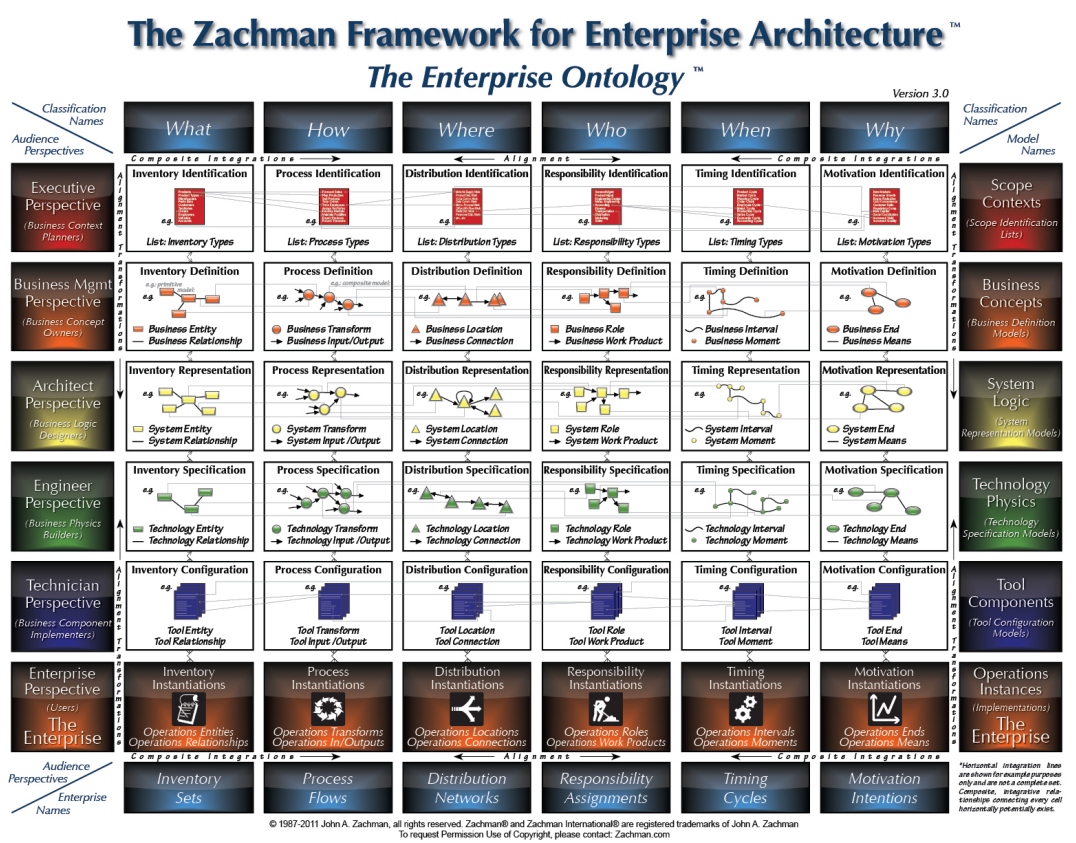 The Zachman Framework for Enterprise Architecture ™
The Enterprise Ontology ™
Version 3.0
Classification
Names
Audience
Perspectives
What
How
Where
Who
When
Why
Classification
Names
Model
Names
Composite Integrations
Alignment
Composite Integrations
Alignment
Transformations
Executive
Perspective
(Business Context
Planners)
Inventory Identification
e.g.
List: Inventory Types
Process Identification
e.g.
List: Process Types
Distribution Identification
e.g.
List: Distribution Types
Responsibility Identification
e.g.
List: Responsibility Types
Timing Identification
e.g.
List: Timing Types
Motivation Identification
e.g.
List: Motivation Types
Scope
Contexts
(Scope Identification
Lists)
Alignment
Transformations
Business Mgmt
Perspective
(Business Concept
Owners)
Inventory Definition
e.g.: primitive
model:
e.g.
Business Entity
Business Relationship
Process Definition
e.g.: composite model:
e.g.
Business Transform
Business Input/Output
Distribution Definition
e.g.
Business Location
Business Connection
Responsibility Definition
e.g.
Business Role
Business Work Product
Timing Definition
e.g.
Business Interval
Business Moment
Motivation Definition
e.g.
Business End
Business Means
Business
Concepts
(Business Definition
Models)
Architect
Perspective
(Business Logic
Designers)
Inventory Representation
e.g.
System Entity
System Relationship
Process Representation
e.g.
System Transform
System Input /Output
Distribution Representation
e.g.
System Location
System Connection
Responsibility Representation
e.g.
System Role
System Work Product
Timing Representation
e.g.
System Interval
System Moment
Motivation Representation
e.g.
System End
System Means
System
Logic
(System
Representation Models)
Engineer
Perspective
(Business Physics
Builders)
Inventory Specification
e.g.
Technology Entity
Technology Relationship
Process Specification
e.g.
Technology Transform
Technology Input /Output
Distribution Specification
e.g.
Technology Location
Technology Connection
Responsibility Specification
e.g.
Technology Role
Technology Work Product
Timing Specification
e.g.
Technology Interval
Technology Moment
Motivation Specification
e.g.
Technology End
Technology Means
Technology
Physics
(Technology
Specification Models)
Alignment
Transformations
Technician
Perspective
(Business Component
Implementers)
Inventory Configuration
e.g.
Tool Entity
Tool Relationship
Process Configuration
e.g.
Tool Transform
Tool Input /Output
Distribution Configuration
e.g.
Tool Location
Tool Connection
Responsibility Configuration
e.g.
Tool Role
Tool Work Product
Timing Configuration
e.g.
Tool Interval
Tool Moment
Motivation Configuration
e.g.
Tool End
Tool Means
Tool
Components
(Tool Configuration
Models)
Alignment
Transformations
Enterprise
Perspective
(Users)
The
Enterprise
Inventory
Instantiations
Operations Entities
Operations Relationships
Process
Instantiations
Operations Transforms
Operations In/Outputs
Distribution
Instantiations
Operations Locations
Operations Connections
Responsibility
Instantiations
Operations Roles
Operations Work Products
Timing
Instantiations
Operations Intervals
Operations Moments
Motivation
Instantiations
Operations Ends
Operations Means
Operations
Instances
(Implementations)
The
Enterprise
Composite Integrations
Alignment
Composite Integrations
Audience
Perspectives
Enterprise
Names
Inventory
Sets
Process
Flows
Distribution
Networks
Responsibility
Assignments
Timing
Cycles
Motivation
Intentions
*Horizontal integration lines
are shown for example purposes
only and are not a complete set.
Composite, integrative rela-
tionships connecting every cell
horizontally potentially exist.
© 1987-2011 John A. Zachman, all rights reserved. Zachman® and Zachman International® are registered trademarks of John A. Zachman
To request Permission Use of Copyright, please contact: Zachman.com